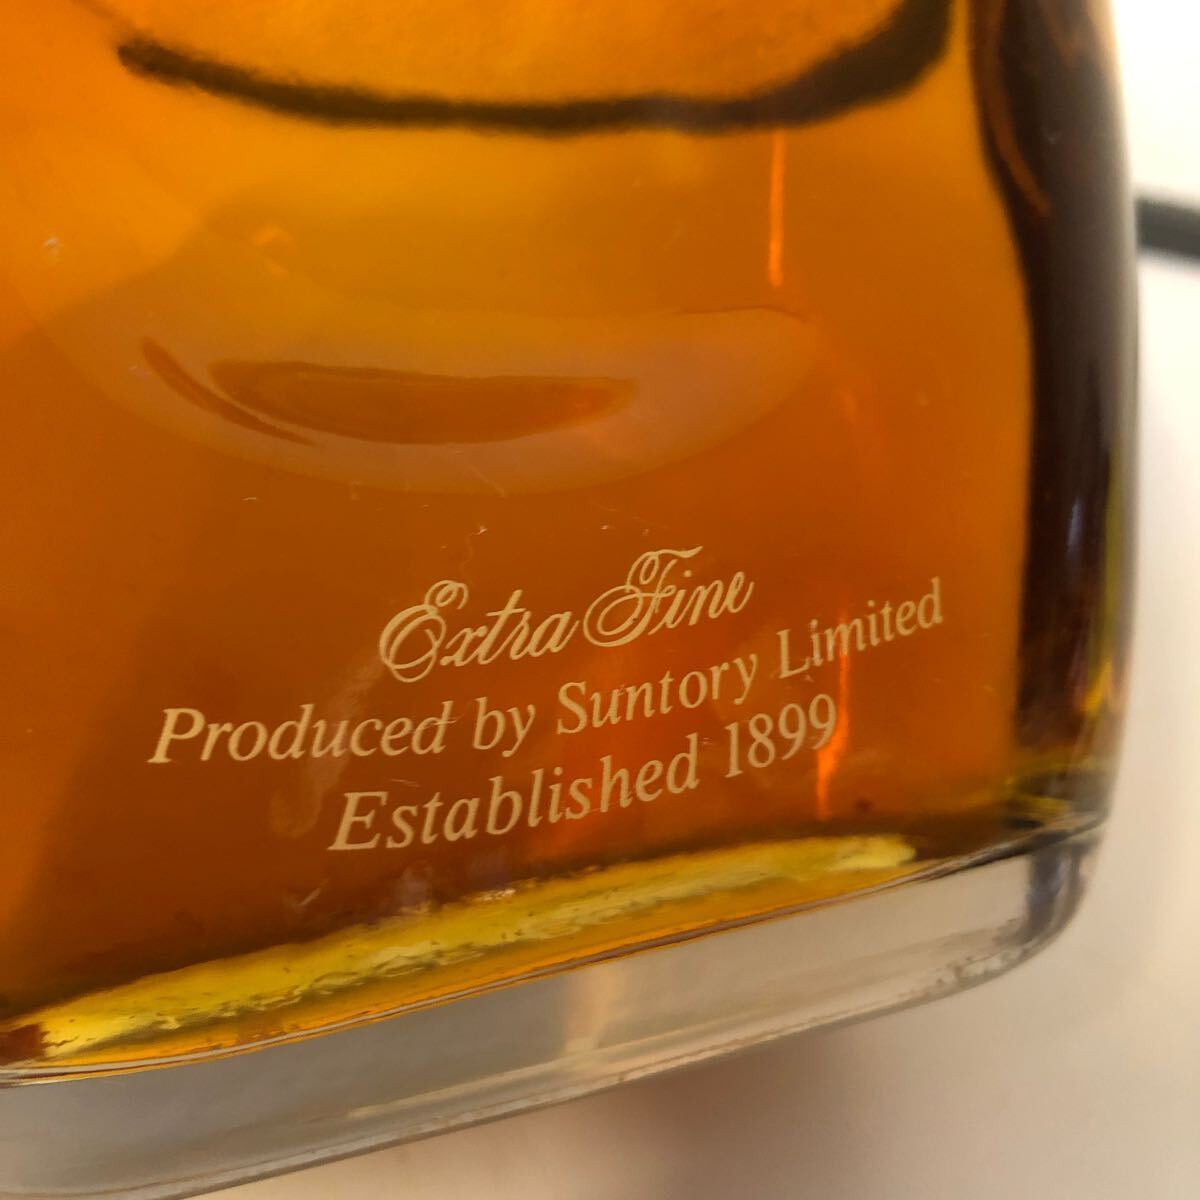 Extra Fine
Produced by Suntory Limited
Established 1899